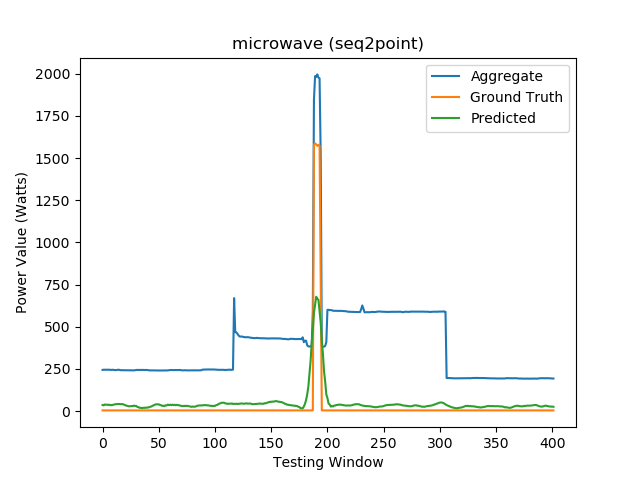 microwave (seq2point)
Aggregate
Ground Truth
Predicted
Power Value (Watts)
2000
1750
1500
1250
1000
750
500
250
0
0 50 100 150 200 250 300 350 400
Testing Window